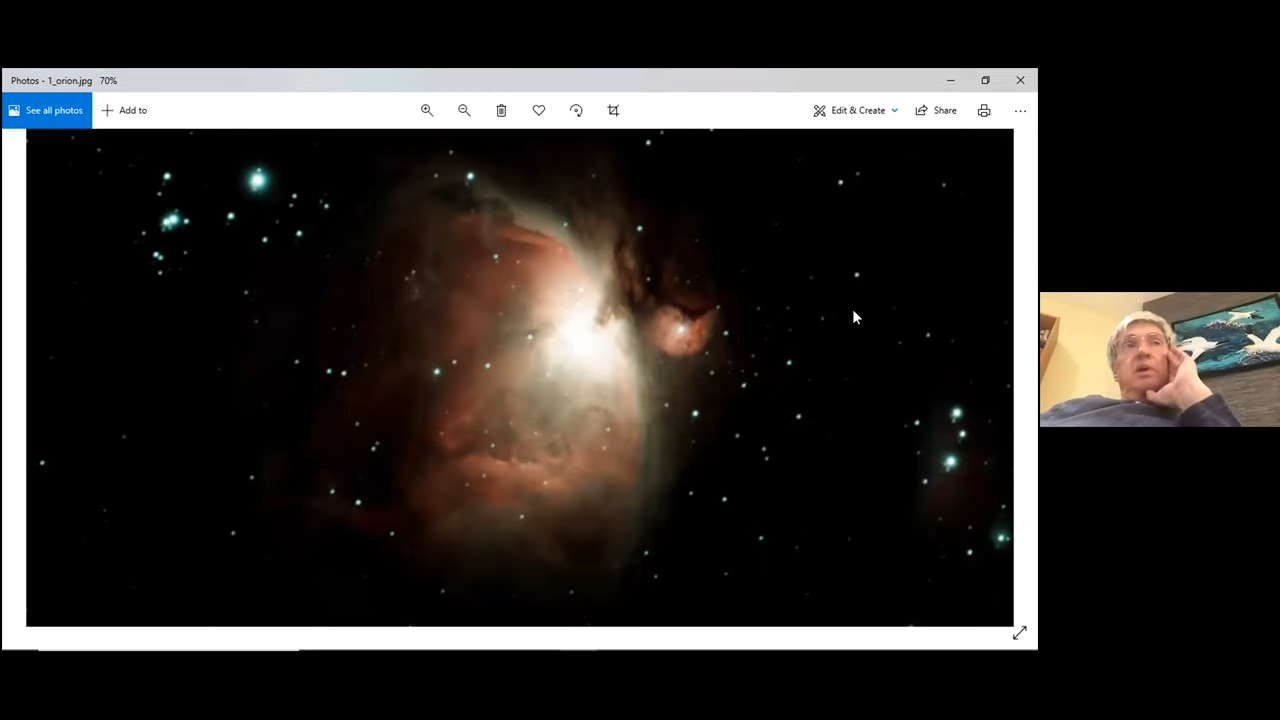 Photos - 1_orion.jpg 70%
See all photos
Add to
Edit & Create
Share